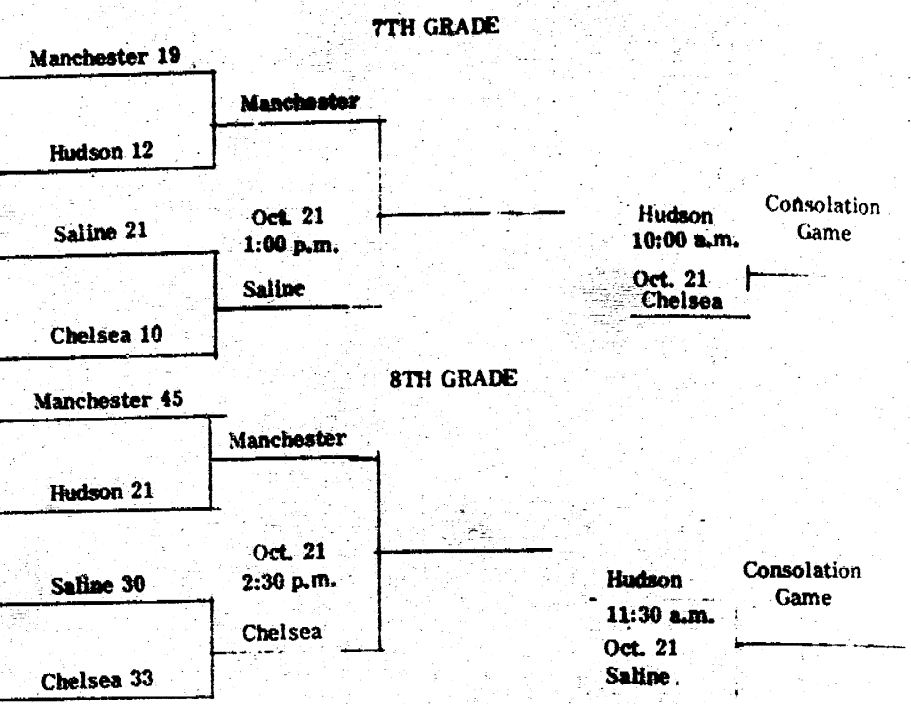 7TH GRADE
Manchester 19
Manchester
Hudson 12
Saline 21
Oct. 21
1:00 p.m.
Saline
Chelsea 10
Hudson
10:00 a.m.
Oct. 21
Chelsea
Consolation
Game
8TH GRADE
Manchester 45
Manchester
Hudson 21
Oct. 21
2:30 p.m.
Saline 30
Chelsea
Chelsea 33
Hudson
11:30 a.m.
Oct. 21
Saline
Consolation
Game